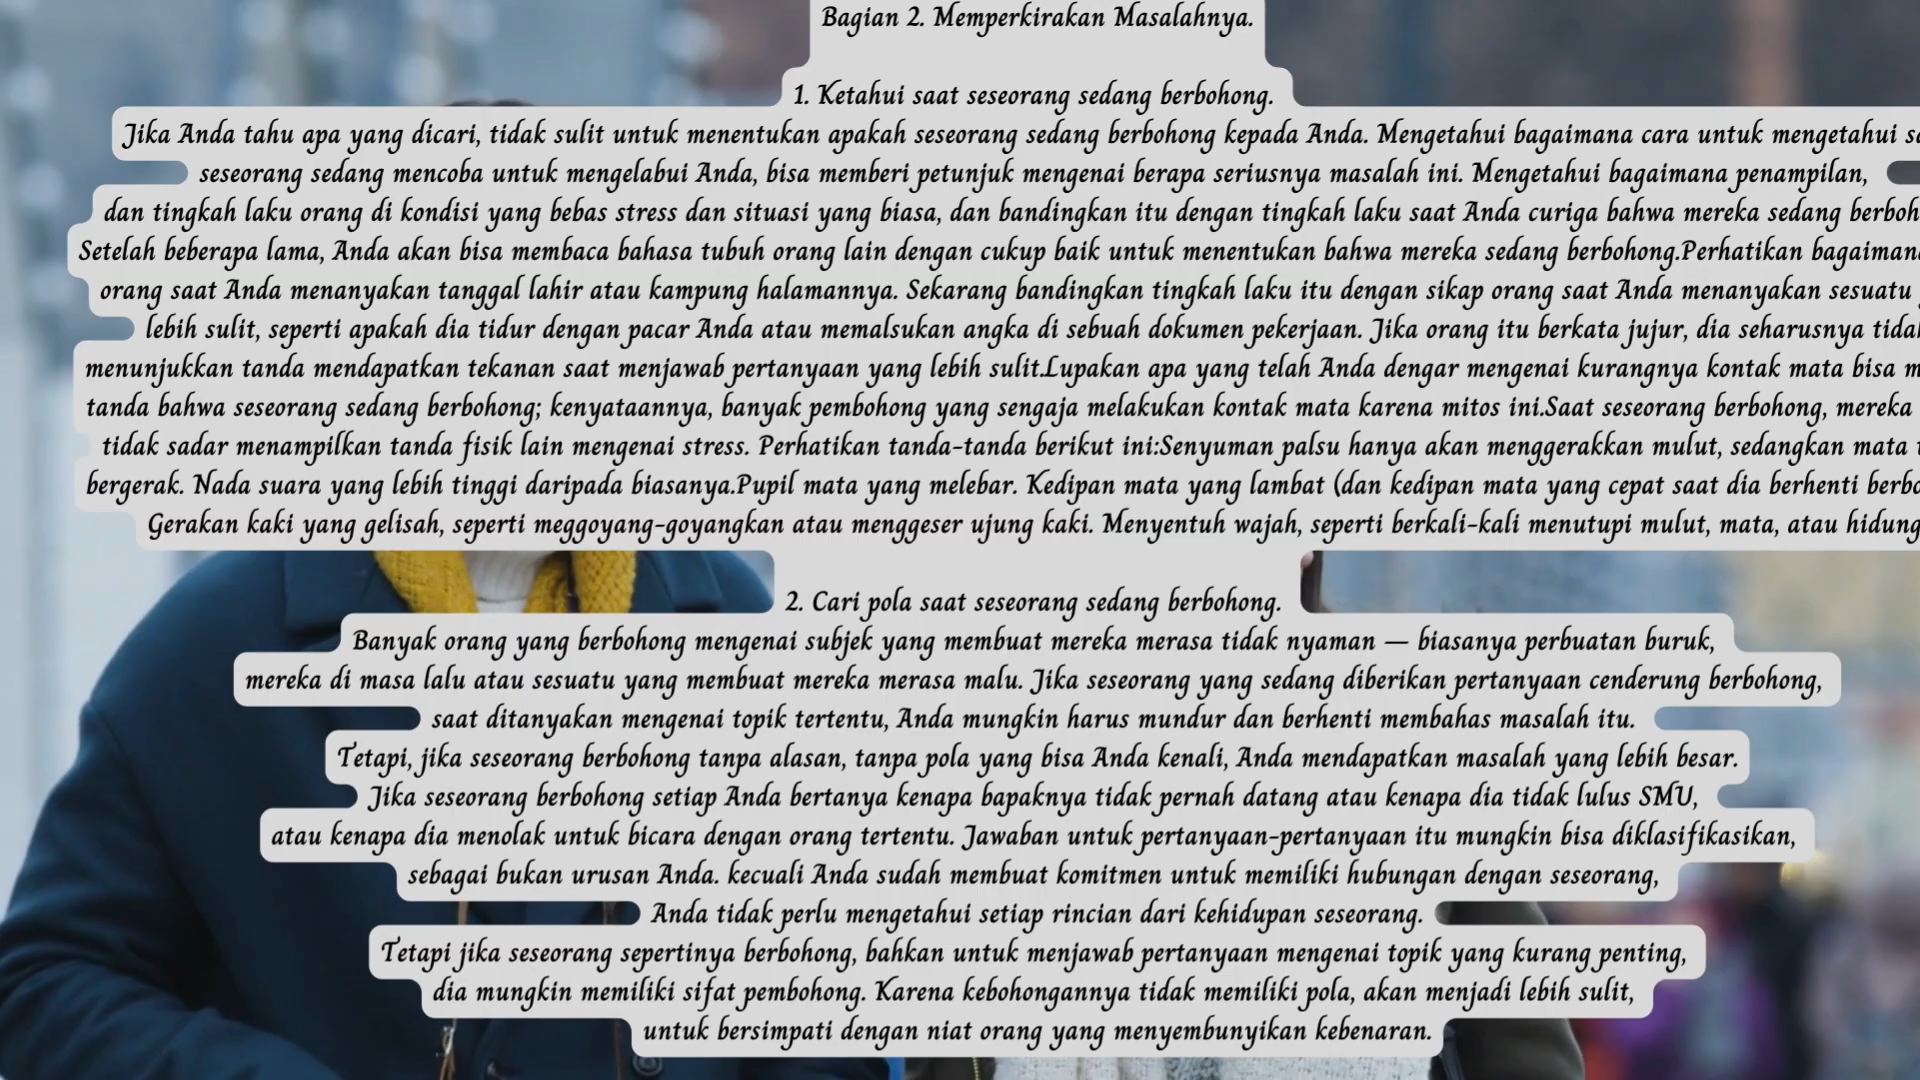 Bagian 2. Memperkirakan Masalahnya.
1. Ketahui saat seseorang sedang berbohong.
Jika Anda tahu apa yang dicari, tidak sulit untuk menentukan apakah seseorang sedang berbohong kepada Anda. Mengetahui bagaimana cara untuk mengetahui
seseorang sedang mencoba untuk mengelabui Anda, bisa memberi petunjuk mengenai berapa seriusnya masalah ini. Mengetahui bagaimana penampilan,
dan tingkah laku orang di kondisi yang bebas stress dan situasi yang biasa, dan bandingkan itu dengan tingkah laku saat Anda curiga bahwa mereka sedang
Setelah beberapa lama, Anda akan bisa membaca bahasa tubuh orang lain dengan cukup baik untuk menentukan bahwa mereka sedang berbohong.Perhatikan
orang saat Anda menanyakan tanggal lahir atau kampung halamannya. Sekarang bandingkan tingkah laku itu dengan sikap orang saat Anda menanyakan sesuatu
lebih sulit, seperti apakah dia tidur dengan pacar Anda atau memalsukan angka di sebuah dokumen pekerjaan. Jika orang itu berkata jujur, dia seharusnya
menunjukkan tanda mendapatkan tekanan saat menjawab pertanyaan yang lebih sulit.Lupakan apa yang telah Anda dengar mengenai kurangnya kontak mata bisa
tanda bahwa seseorang sedang berbohong; kenyataannya, banyak pembohong yang sengaja melakukan kontak mata karena mitos ini.Saat seseorang berbohong, mereka
tidak sadar menampilkan tanda fisik lain mengenai stress. Perhatikan tanda-tanda berikut ini:Senyuman palsu hanya akan menggerakkan mulut, sedangkan mata
bergerak. Nada suara yang lebih tinggi daripada biasanya.Pupil mata yang melebar. Kedipan mata yang lambat (dan kedipan mata yang cepat saat dia berhenti
Gerakan kaki yang gelisah, seperti meggoyang-goyangkan atau menggeser ujung kaki. Menyentuh wajah, seperti berkali-kali menutupi mulut, mata, atau hidung
2. Cari pola saat seseorang sedang berbohong.
Banyak orang yang berbohong mengenai subjek yang membuat mereka merasa tidak nyaman — biasanya perbuatan buruk,
mereka di masa lalu atau sesuatu yang membuat mereka merasa malu. Jika seseorang yang sedang diberikan pertanyaan cenderung berbohong,
saat ditanyakan mengenai topik tertentu, Anda mungkin harus mundur dan berhenti membahas masalah itu.
Tetapi, jika seseorang berbohong tanpa alasan, tanpa pola yang bisa Anda kenali, Anda mendapatkan masalah yang lebih besar.
Jika seseorang berbohong setiap Anda bertanya kenapa bapaknya tidak pernah datang atau kenapa dia tidak lulus SMU,
atau kenapa dia menolak untuk bicara dengan orang tertentu. Jawaban untuk pertanyaan-pertanyaan itu mungkin bisa diklasifikasikan,
sebagai bukan urusan Anda. kecuali Anda sudah membuat komitmen untuk memiliki hubungan dengan seseorang,
Anda tidak perlu mengetahui setiap rincian dari kehidupan seseorang.
Tetapi jika seseorang sepertinya berbohong, bahkan untuk menjawab pertanyaan mengenai topik yang kurang penting,
dia mungkin memiliki sifat pembohong. Karena kebohongannya tidak memiliki pola, akan menjadi lebih sulit,
untuk bersimpati dengan niat orang yang menyembunyikan kebenaran.